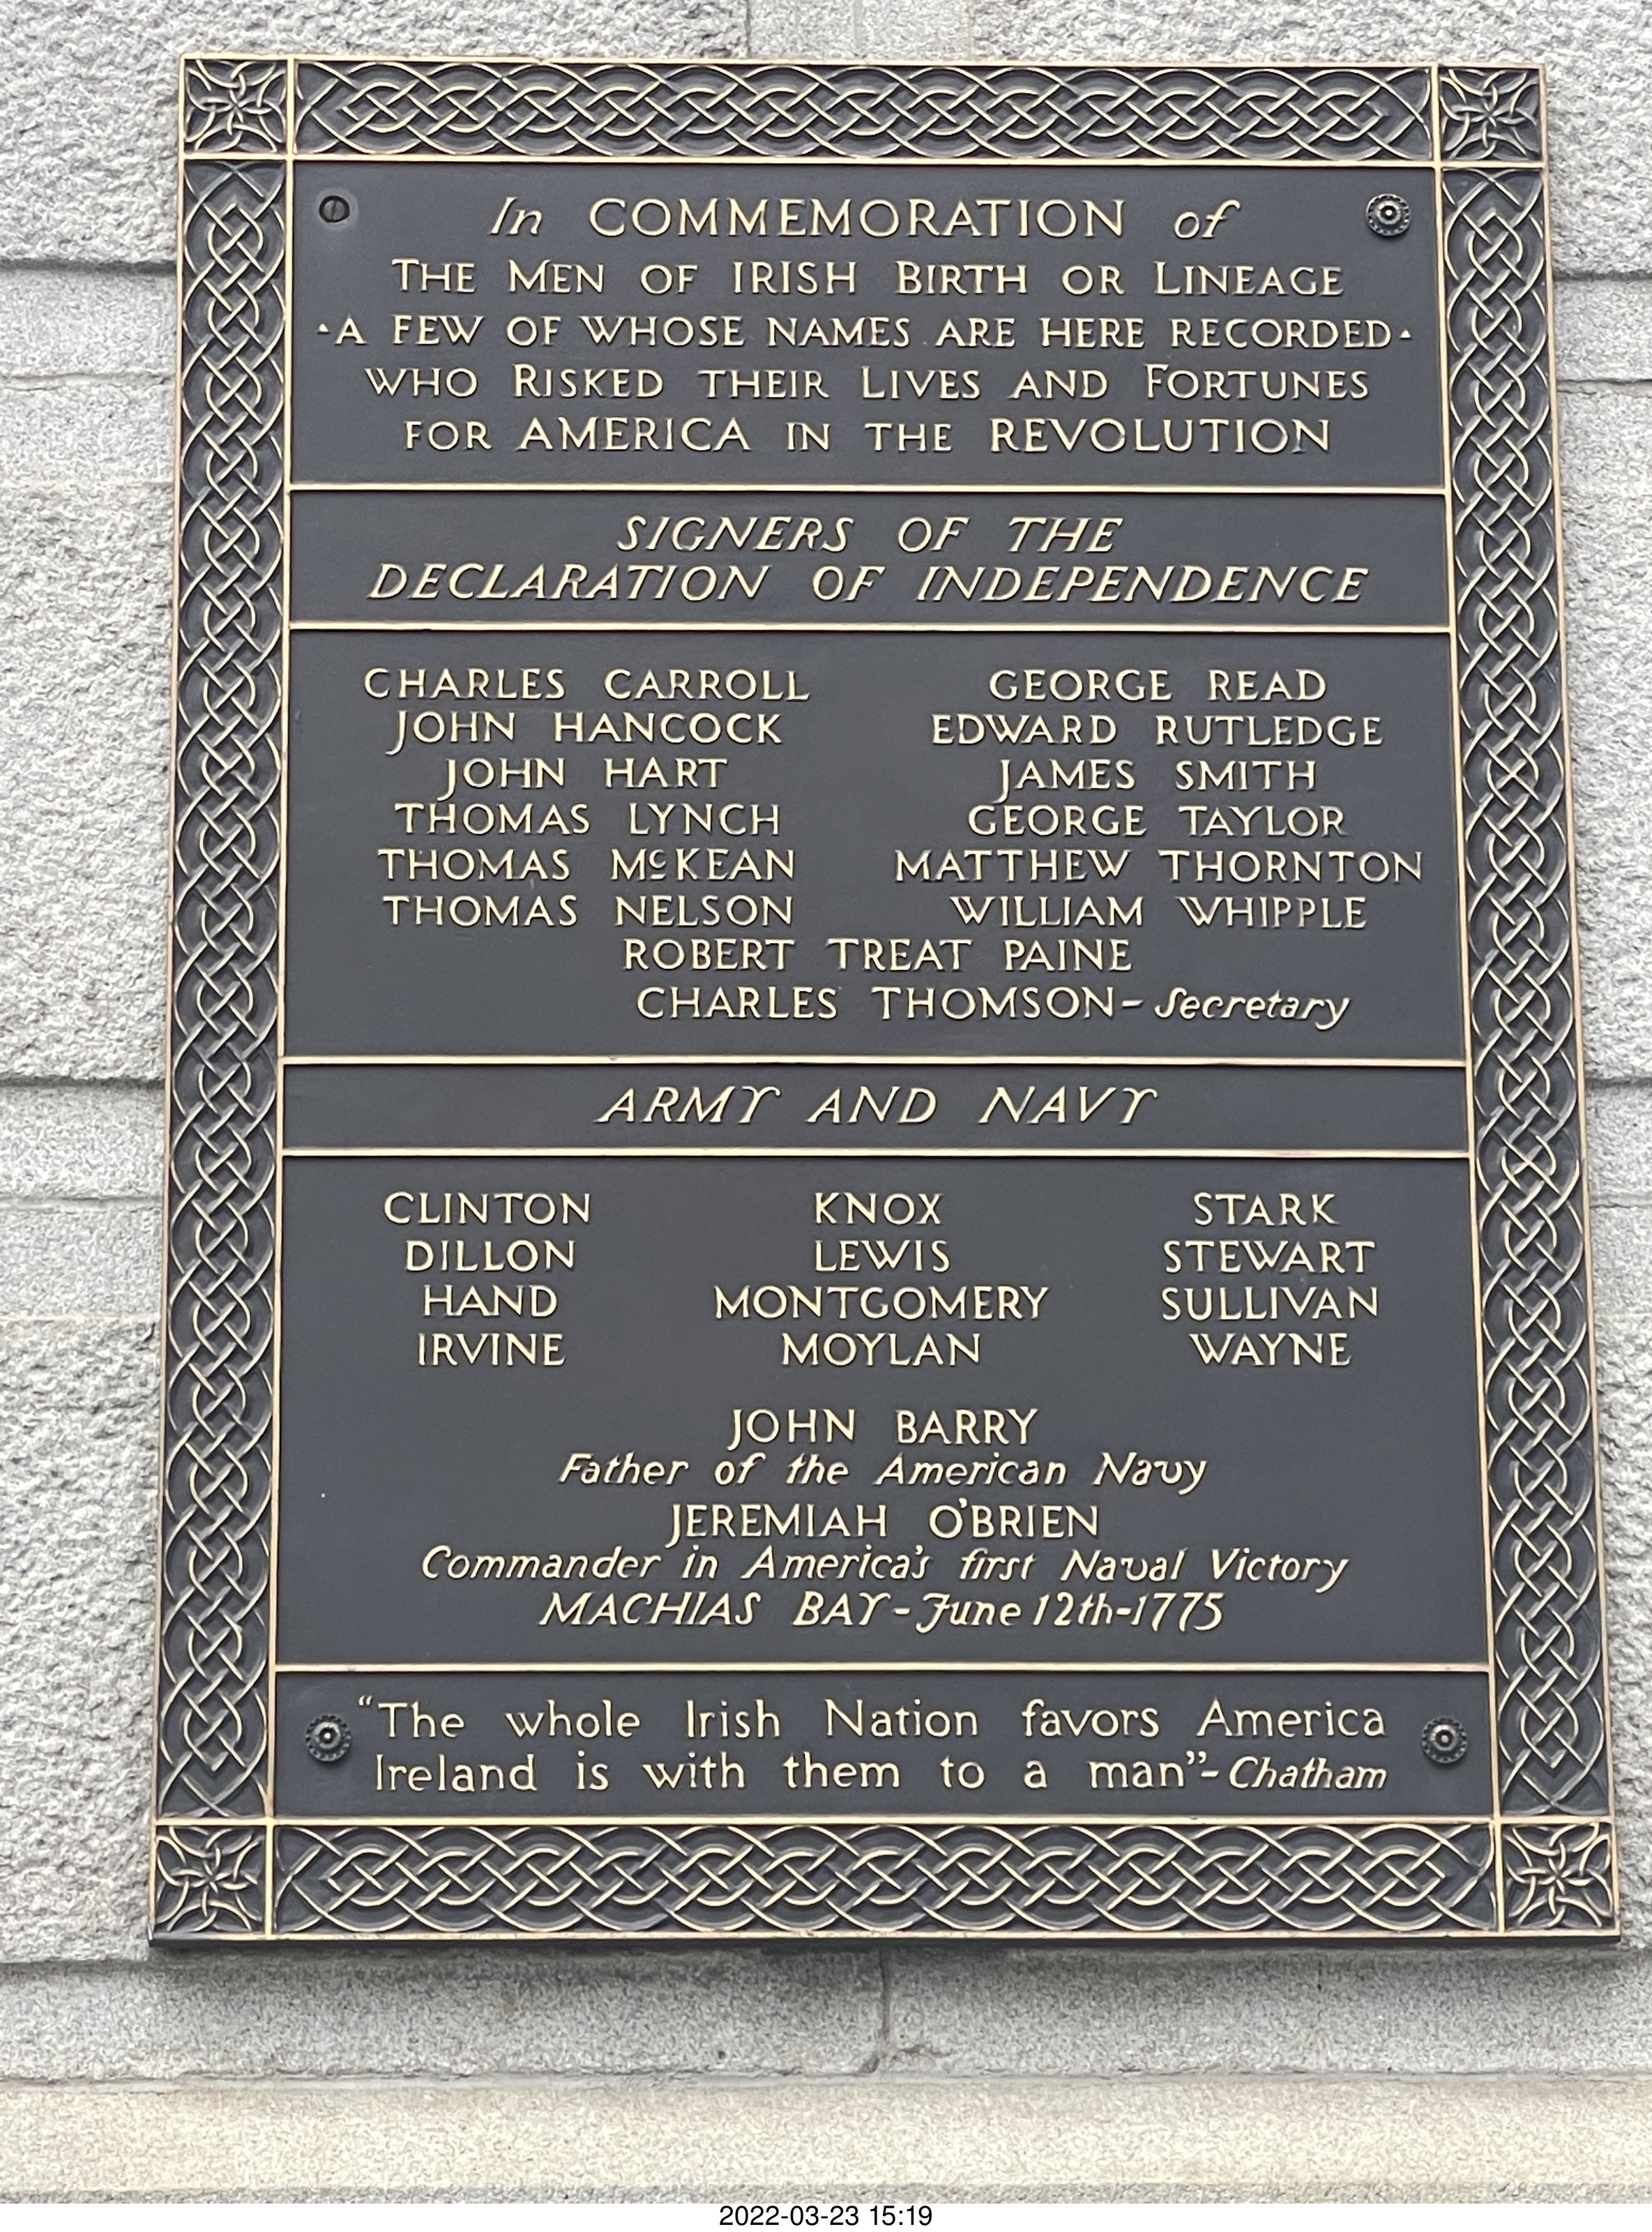 In COMMEMORATION of
THE MEN OF IRISH BIRTH OR LINEAGE
·A FEW OF WHOSE NAMES ARE HERE RECORDED·
WHO RISKED THEIR LIVES AND FORTUNES
FOR AMERICA IN THE REVOLUTION
SIGNERS OF THE
DECLARATION OF INDEPENDENCE
CHARLES CARROLL GEORGE READ
JOHN HANCOCK EDWARD RUTLEDGE
JOHN HART JAMES SMITH
THOMAS LYNCH GEORGE TAYLOR
THOMAS McKEAN MATTHEW THORNTON
THOMAS NELSON WILLIAM WHIPPLE
ROBERT TREAT PAINE
CHARLES THOMSON-Secretary
ARMY AND NAVY
CLINTON KNOX STARK
DILLON LEWIS STEWART
HAND MONTGOMERY SULLIVAN
IRVINE MOYLAN WAYNE
JOHN BARRY
Father of the American Navy
JEREMIAH O'BRIEN
Commander in America's first Naval Victory
MACHIAS BAY-June 12th-1775
"The whole Irish Nation favors America
Ireland is with them to a man"-Chatham
2022-03-23 15:19